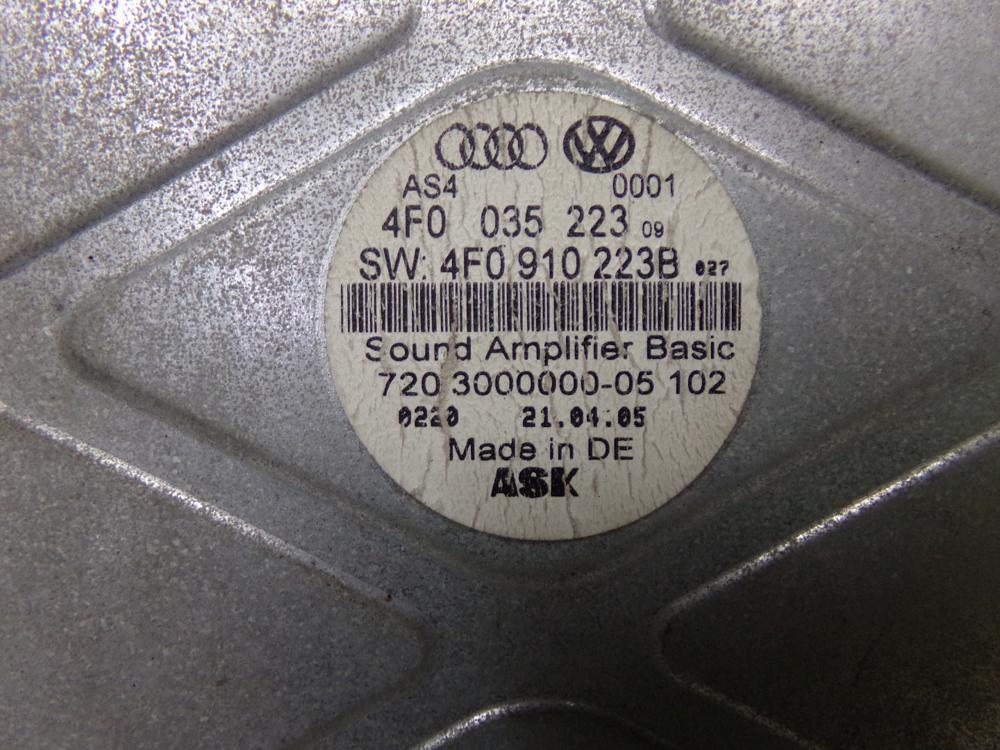 AS4 0001
4F0 035 223 09
SW: 4F0 910 223B 027
Sound Amplifier Basic
720 3000000-05 102
0220 21.04.05
Made in DE
ASK